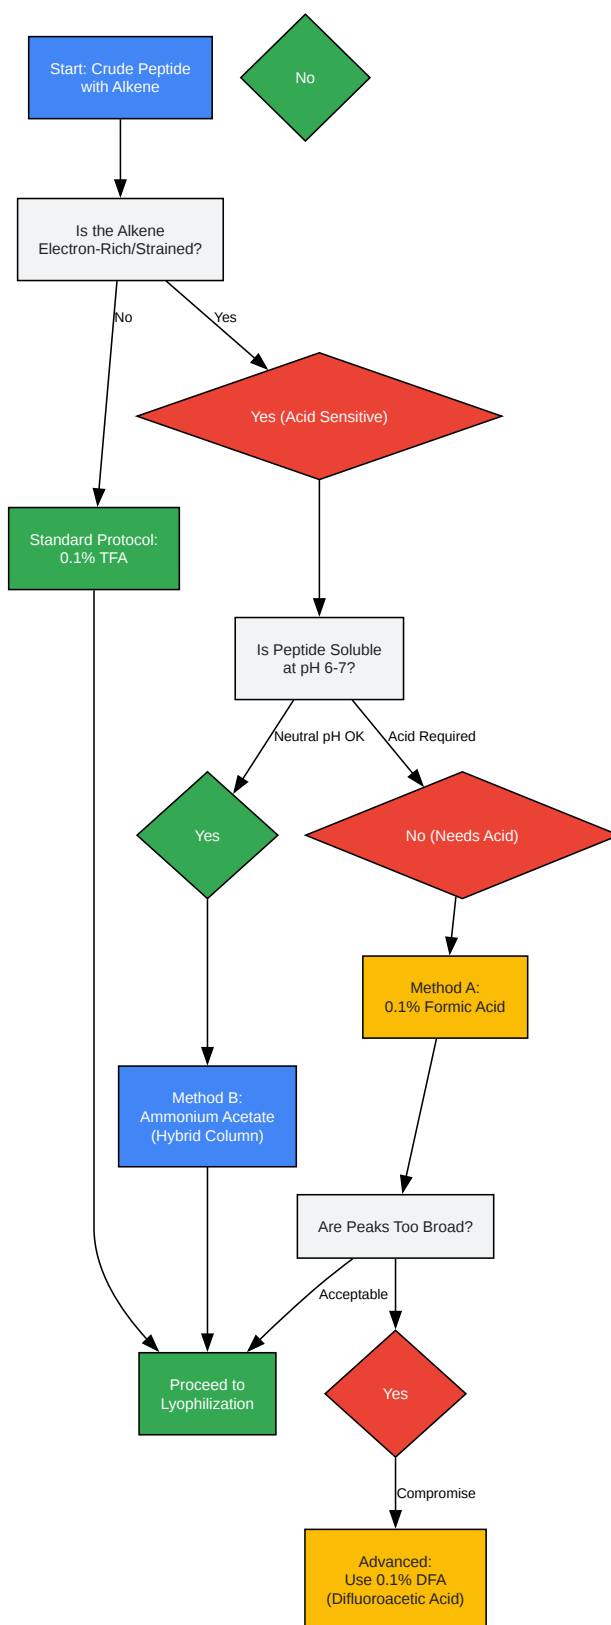 Start: Crude Peptide
with Alkene
No
Is the Alkene
Electron-Rich/Strained?
No
Yes
Yes (Acid Sensitive)
Standard Protocol:
0.1% TFA
Is Peptide Soluble
at pH 6-7?
Neutral pH OK
Acid Required
Yes
No (Needs Acid)
Method A:
0.1% Formic Acid
Method B:
Ammonium Acetate
(Hybrid Column)
Are Peaks Too Broad?
Acceptable
Proceed to
Lyophilization
Yes
Compromise
Advanced:
Use 0.1% DFA
(Difluoroacetic Acid)